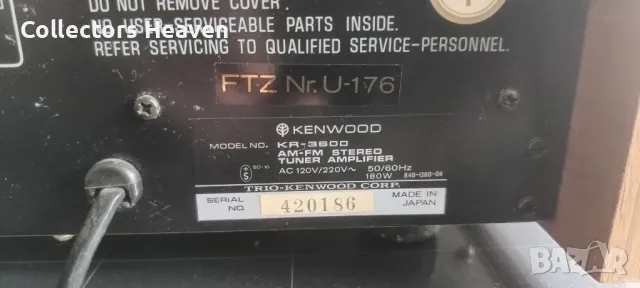 DO NOT REMOVE COVER.
NO USER-SERVICEABLE PARTS INSIDE.
REFER SERVICING TO QUALIFIED SERVICE-PERSONNEL.
Collectors Heaven
FTZ Nr. U-176
KENWOOD
MODEL NO. KR-3600
AM-FM STEREO
TUNER AMPLIFIER
AC 120V/220V~ 50/60Hz
180W
TRIO-KENWOOD CORP.
SERIAL NO. 420186
MADE IN JAPAN
BAZAR